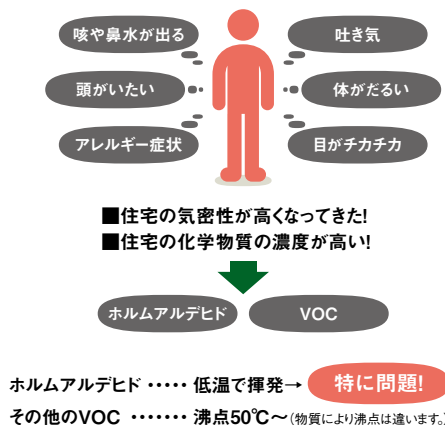 咳や鼻水が出る
吐き気
頭がいたい
体がだるい
アレルギー症状
目がチカチカ
■住宅の気密性が高くなってきた!
■住宅の化学物質の濃度が高い!
ホルムアルデヒド
VOC
ホルムアルデヒド ・・・・・ 低温で揮発→ 特に問題!
その他のVOC ・・・・・・・ 沸点50℃〜(物質により沸点は違います。)